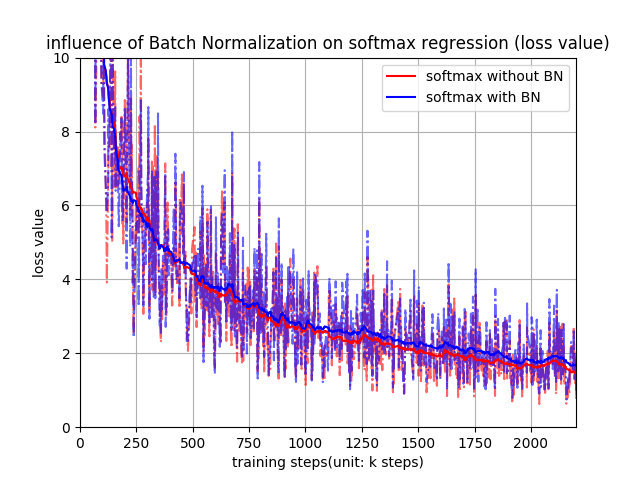 influence of Batch Normalization on softmax regression (loss value)
softmax without BN
softmax with BN
loss value
10
8
6
4
2
0
0 250 500 750 1000 1250 1500 1750 2000
training steps(unit: k steps)